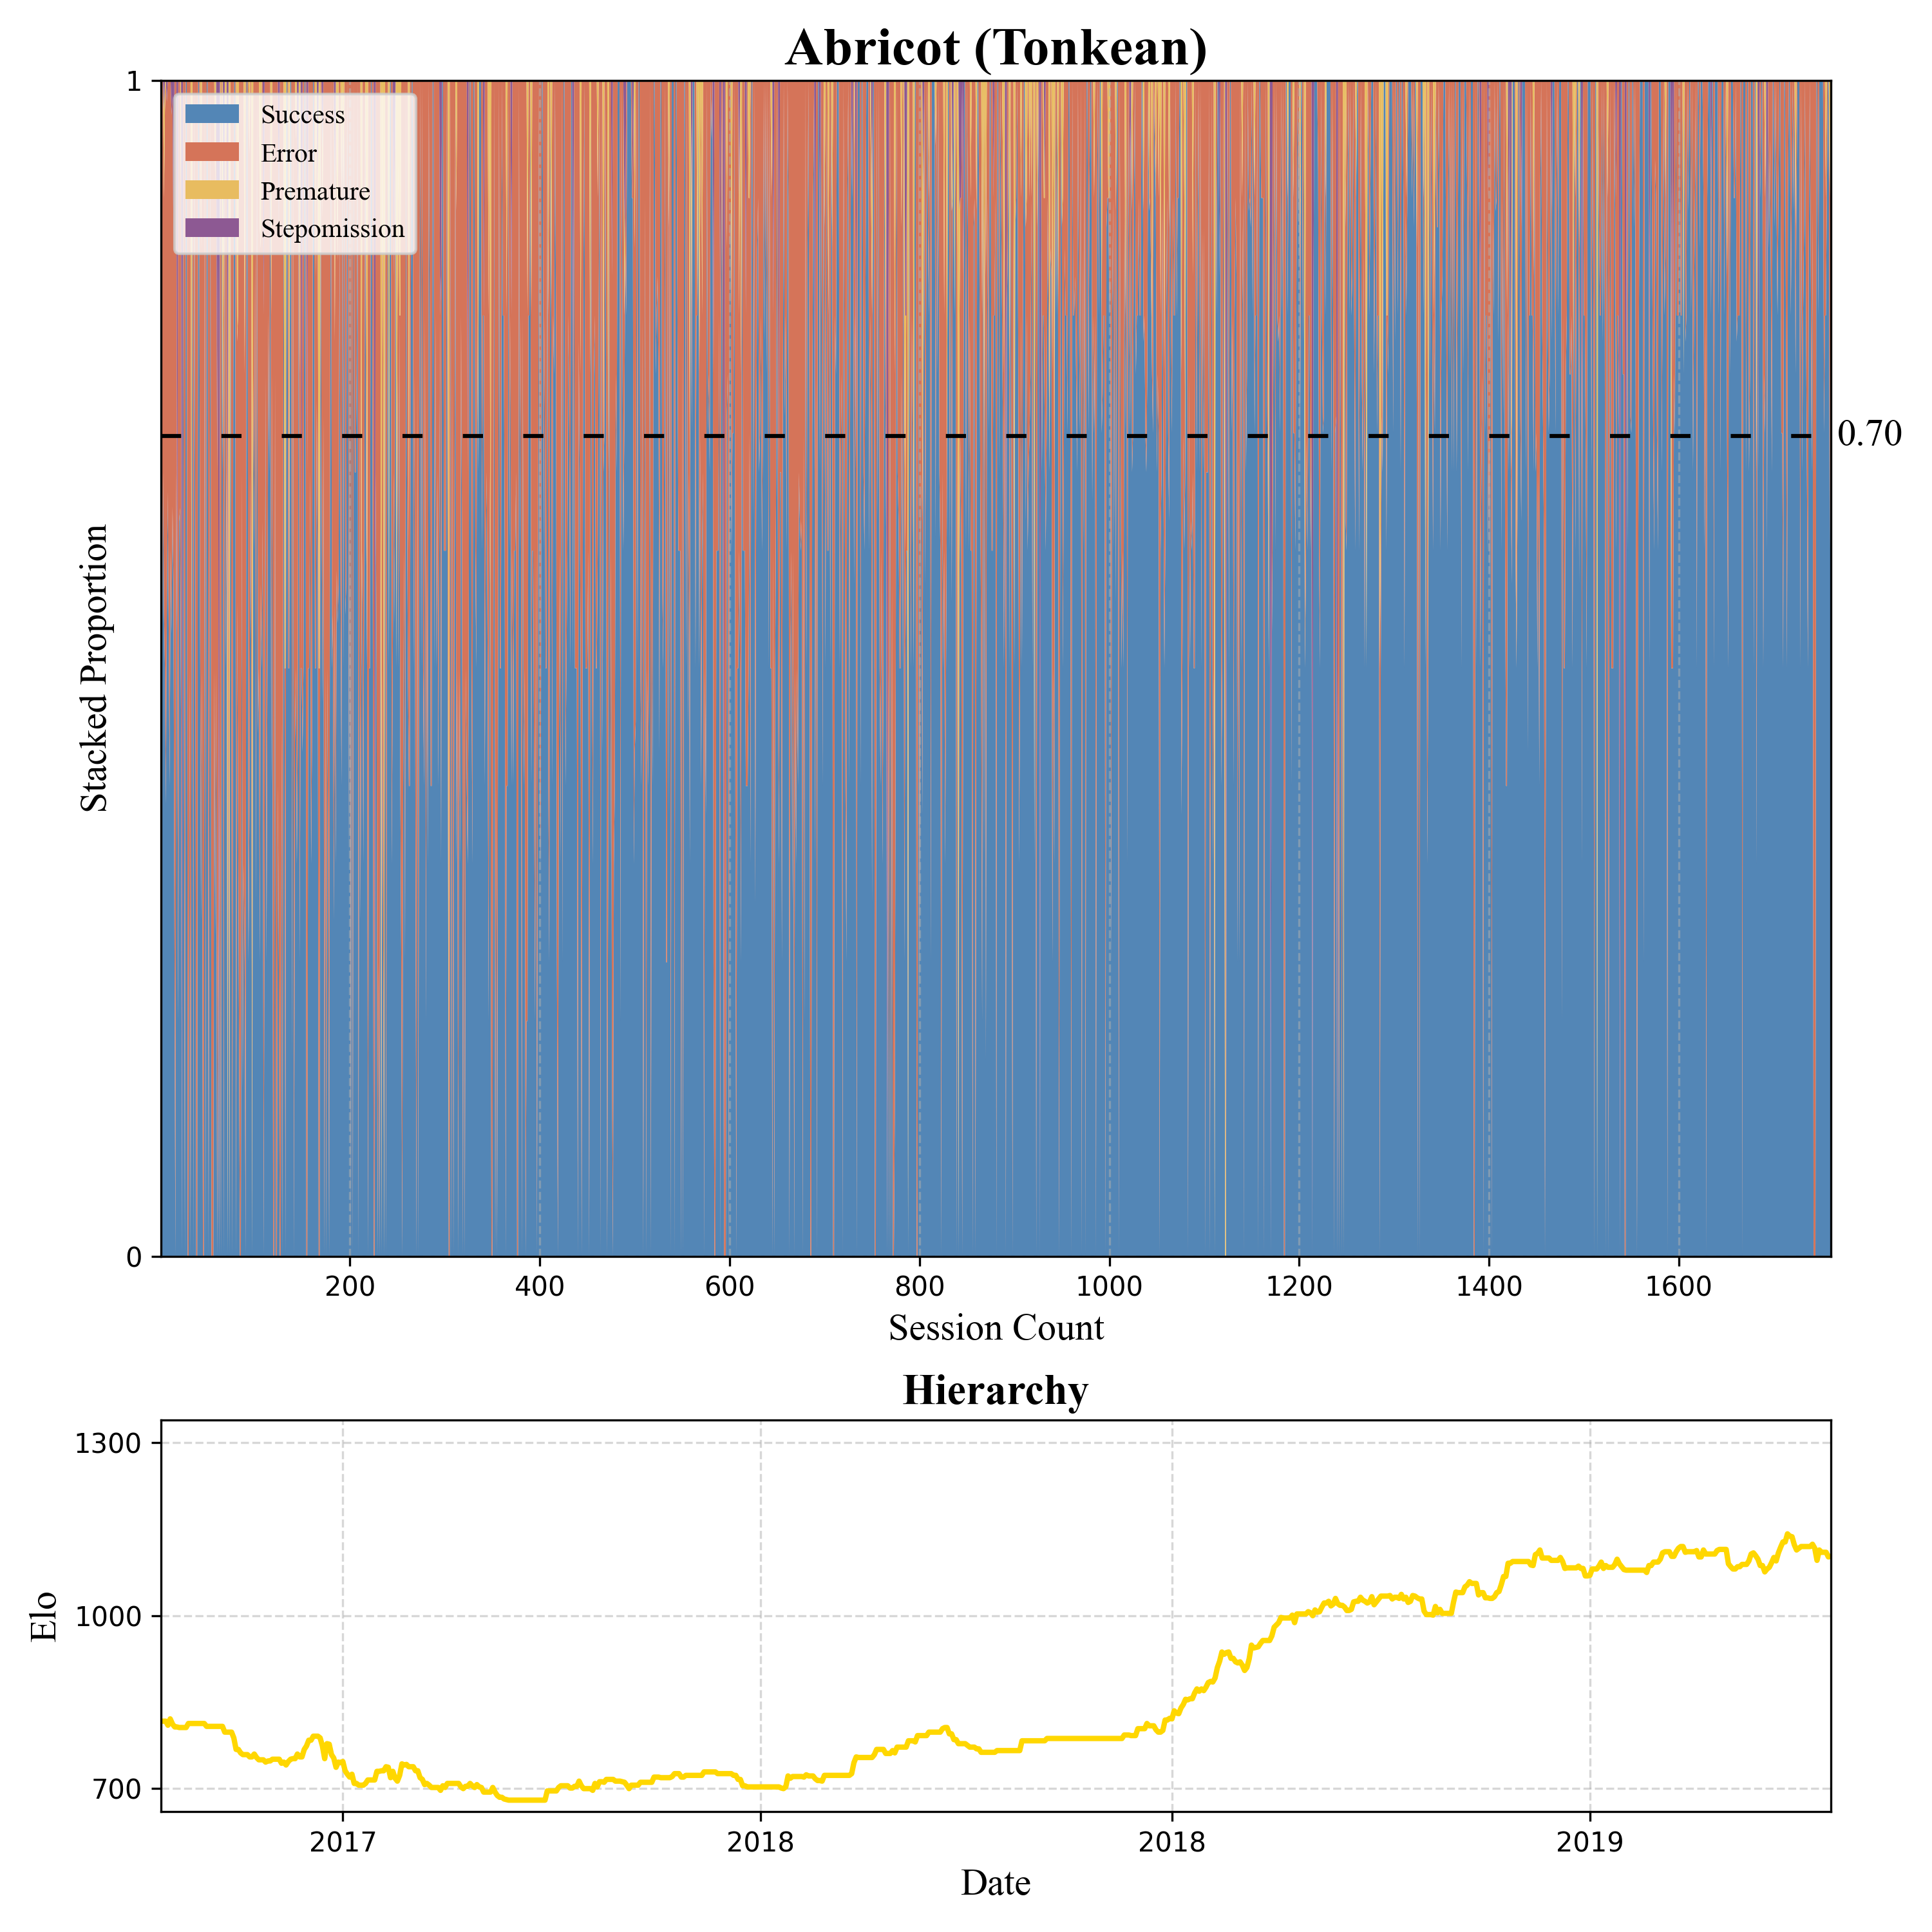 Abricot (Tonkean)
1
Success
Error
Premature
Stepomission
0.70
Stacked Proportion
0
200 400 600 800 1000 1200 1400 1600
Session Count
Hierarchy
1300
1000
700
Elo
2017 2018 2018 2019
Date